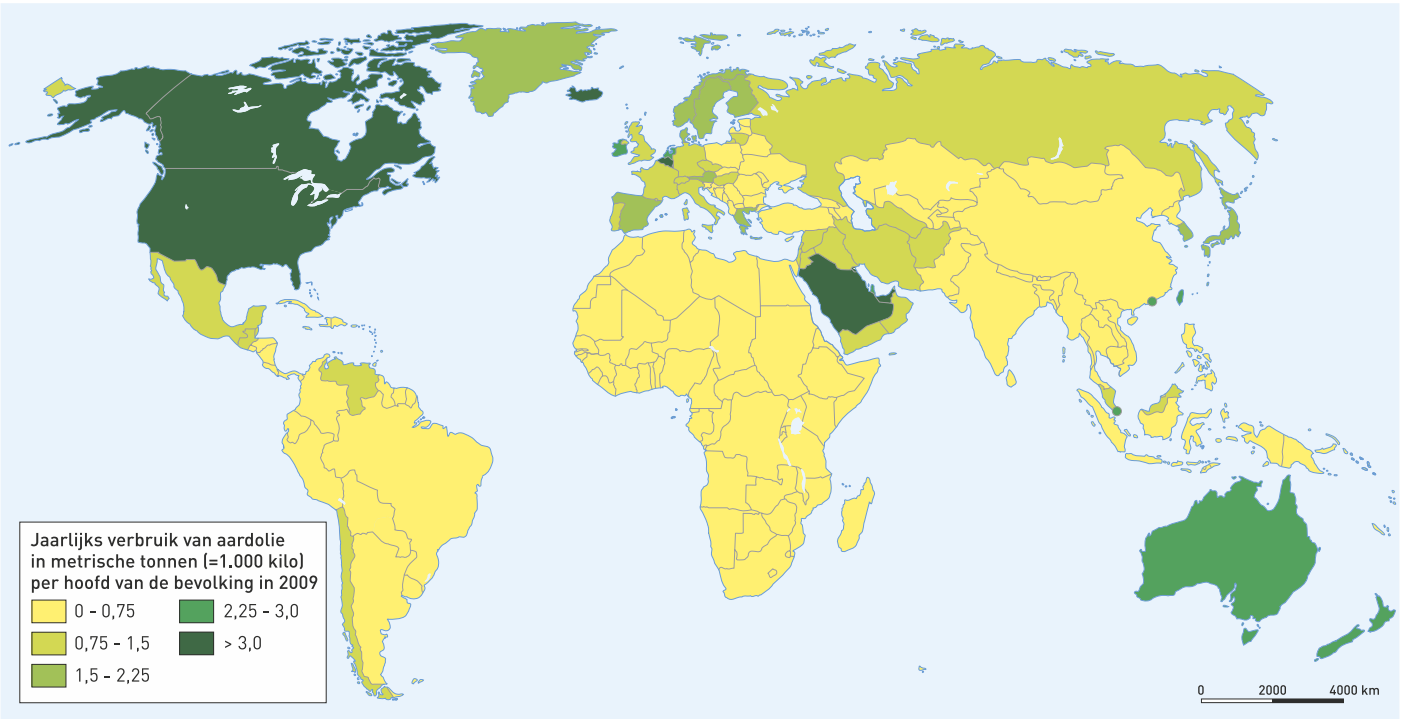 Jaarlijks verbruik van aardolie
in metrische tonnen (=1.000 kilo)
per hoofd van de bevolking in 2009
0 - 0,75
0,75 - 1,5
1,5 - 2,25
2,25 - 3,0
> 3,0
0 2000 4000 km